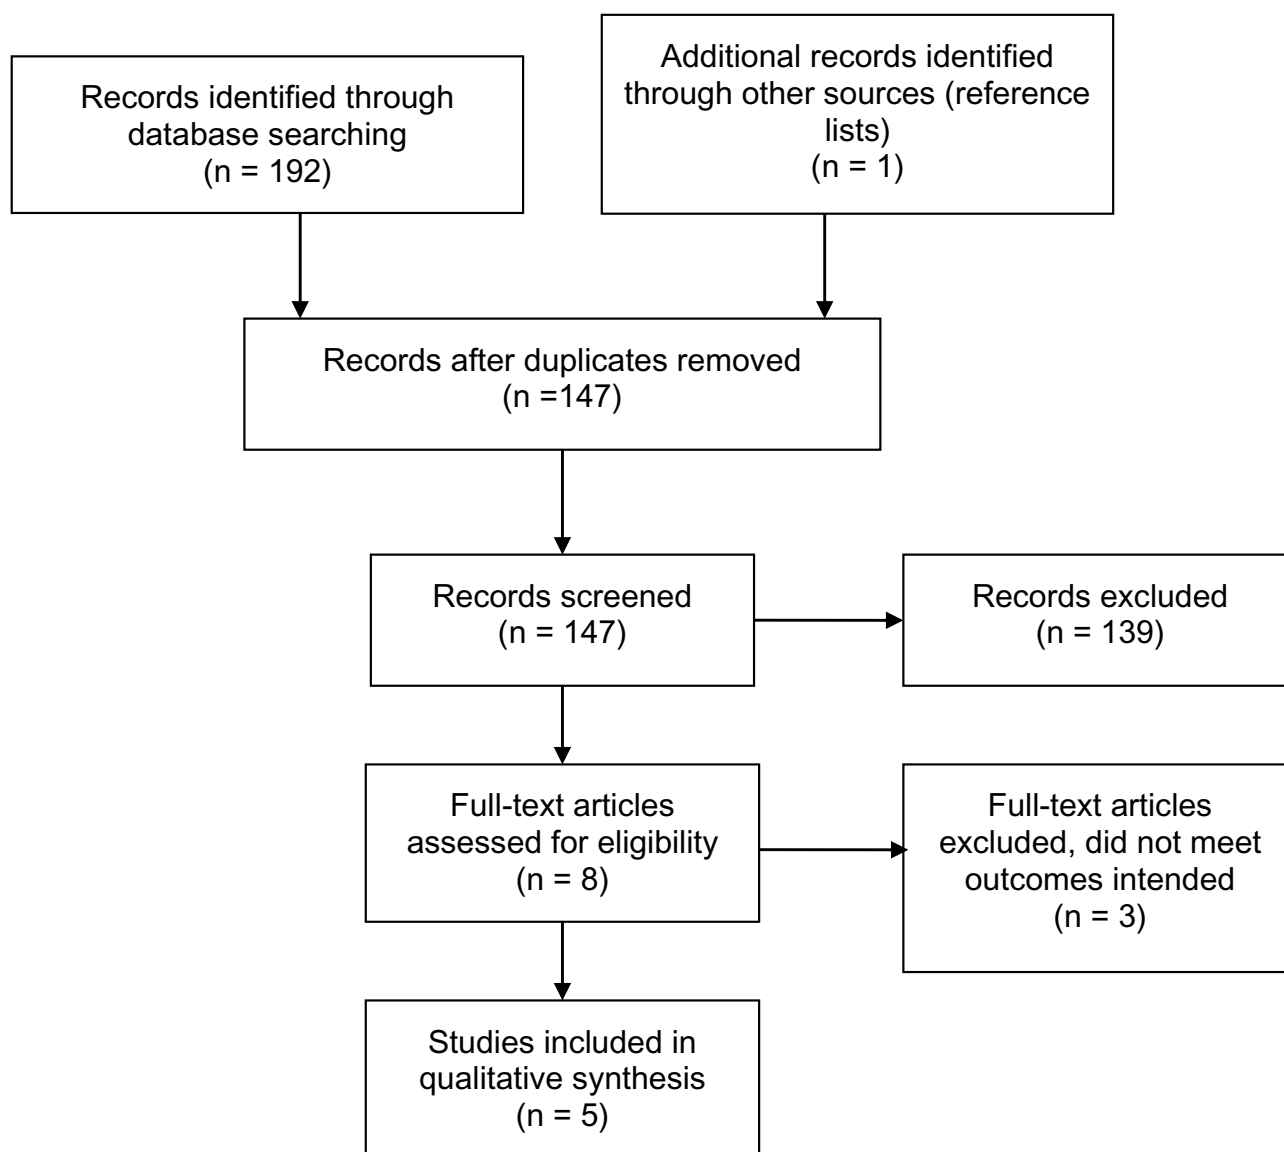 Records identified through
database searching
(n = 192)
Additional records identified
through other sources (reference
lists)
(n = 1)
Records after duplicates removed
(n =147)
Records screened
(n = 147)
Records excluded
(n = 139)
Full-text articles
assessed for eligibility
(n = 8)
Full-text articles
excluded, did not meet
outcomes intended
(n = 3)
Studies included in
qualitative synthesis
(n = 5)